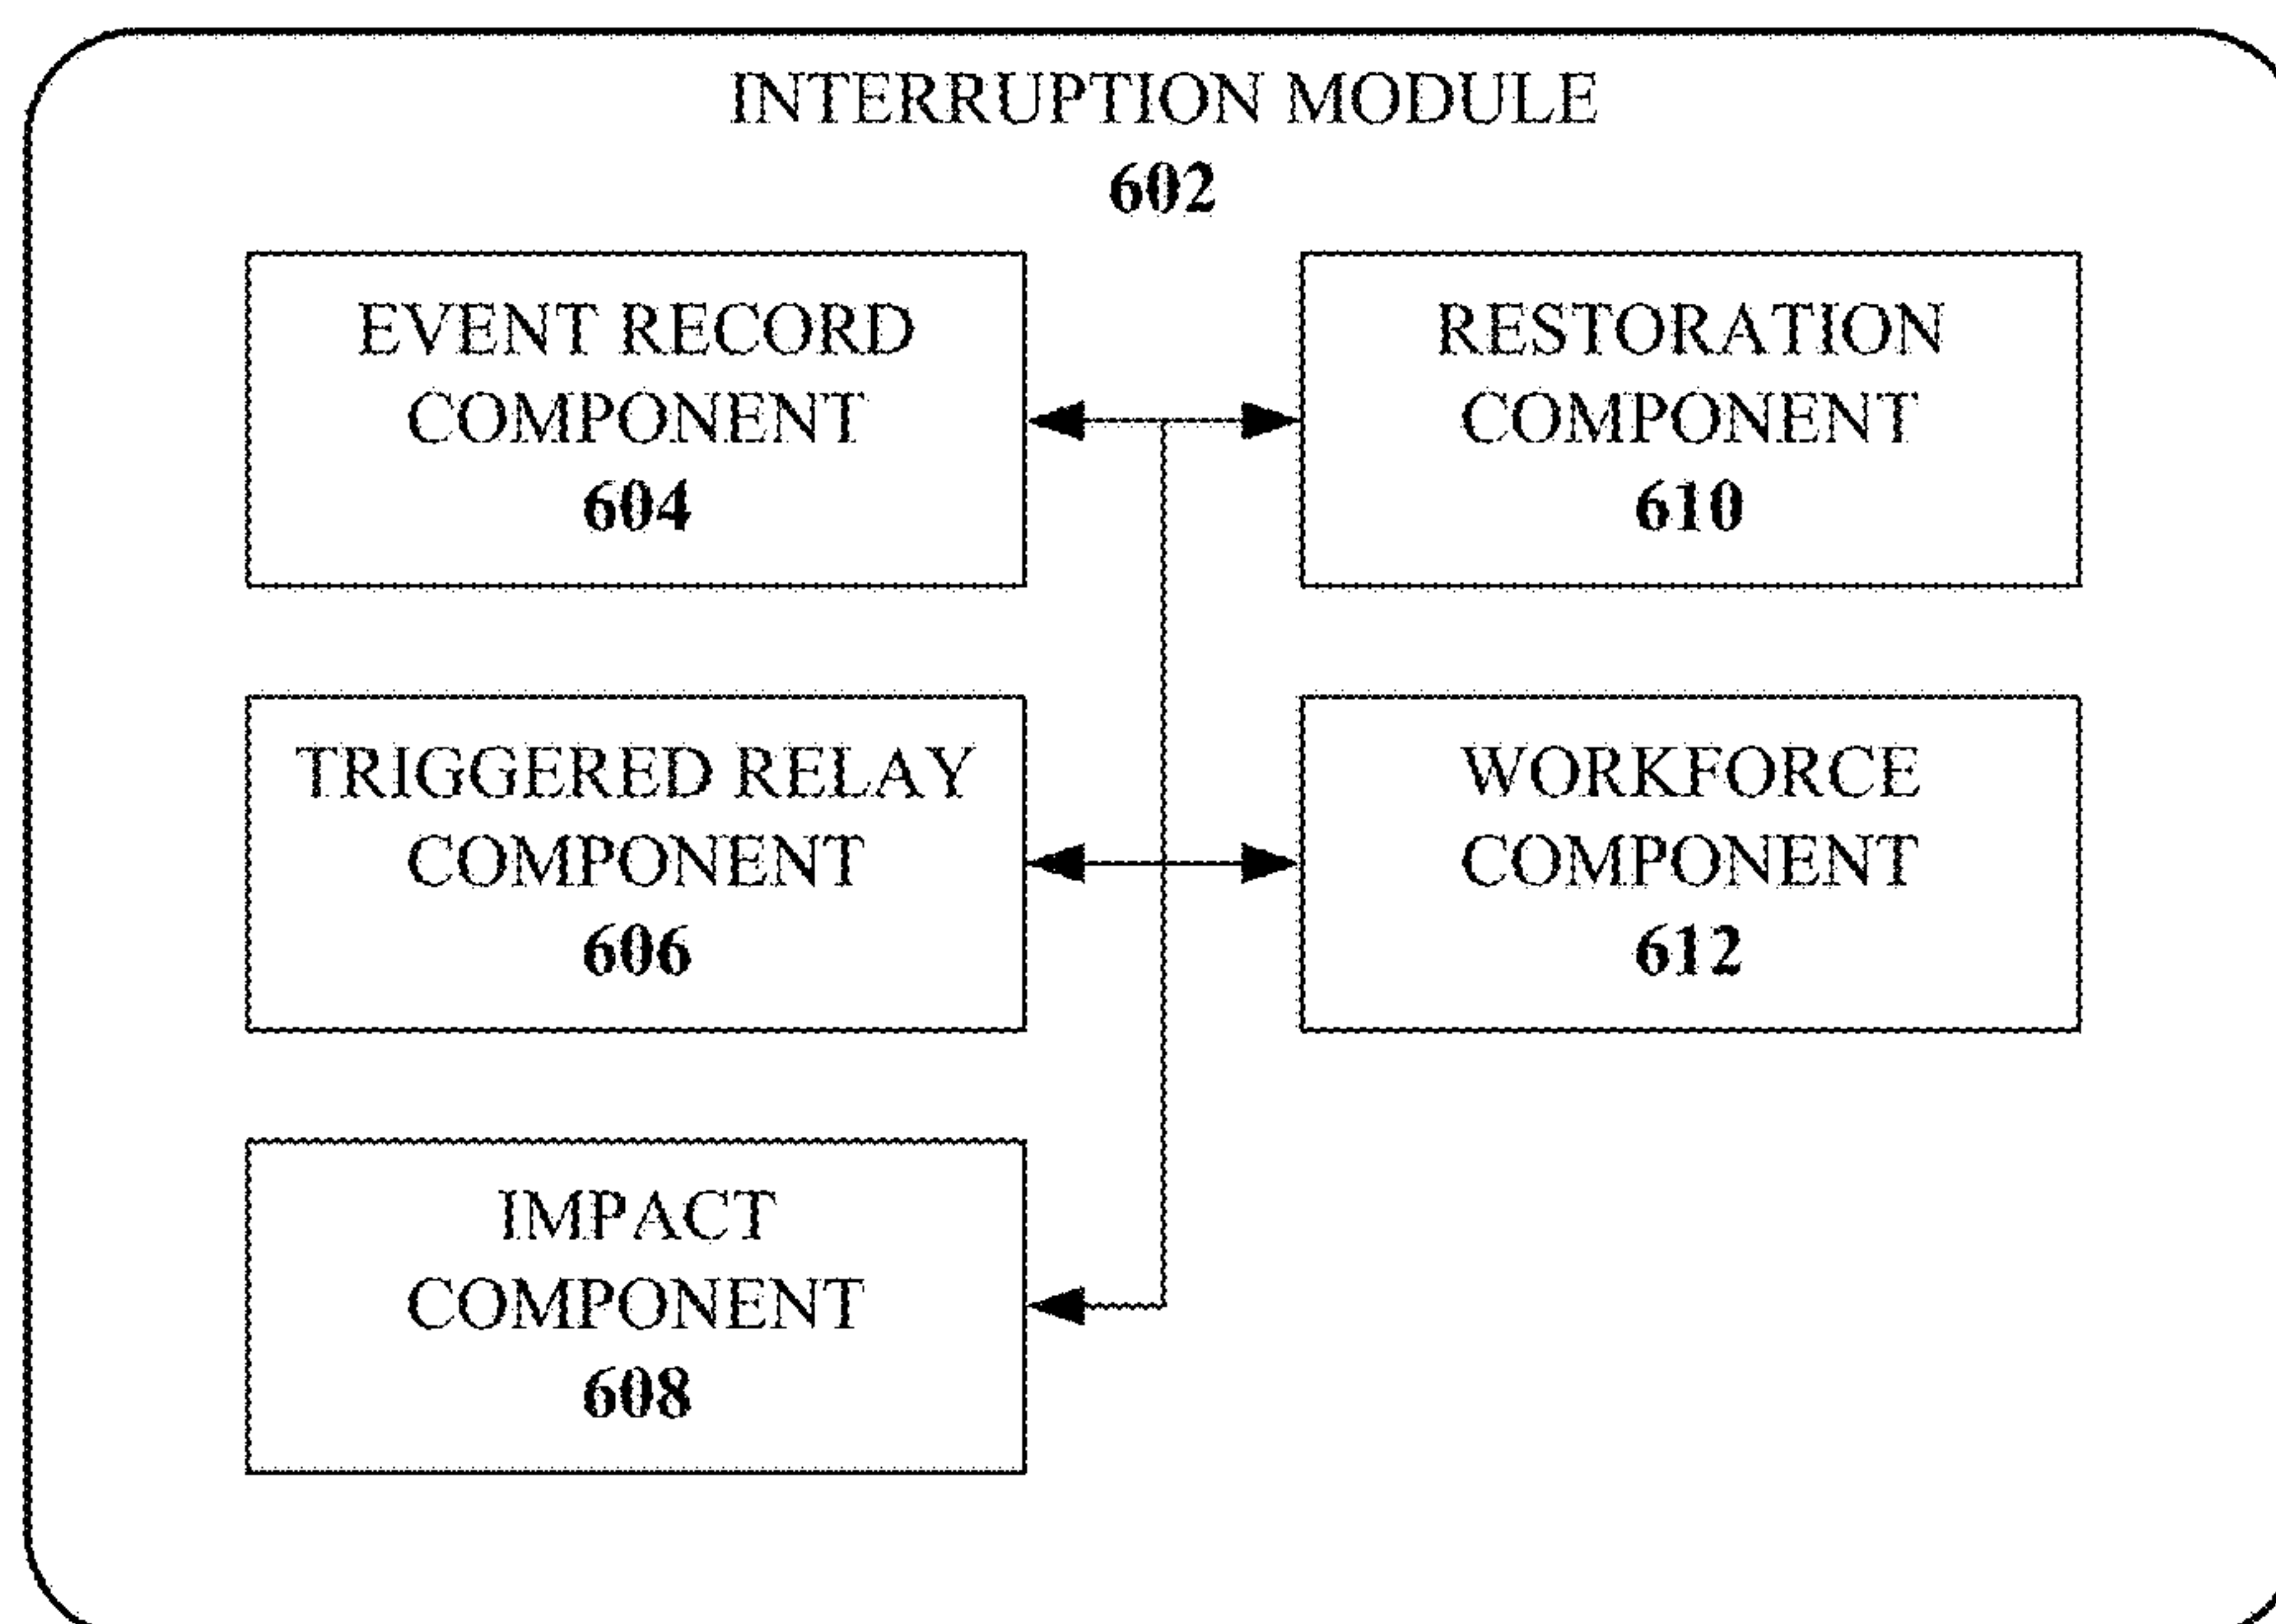 INTERRUPTION MODULE
602
EVENT RECORD
COMPONENT
604
RESTORATION
COMPONENT
610
TRIGGERED RELAY
COMPONENT
606
WORKFORCE
COMPONENT
612
IMPACT
COMPONENT
608